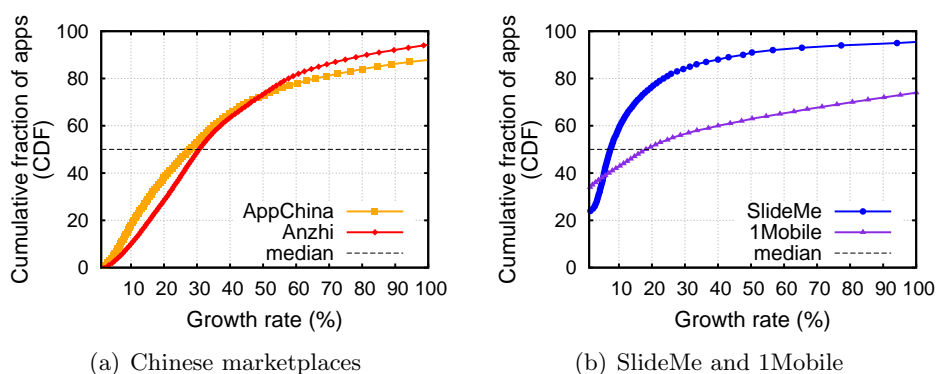 Cumulative fraction of apps
(CDF)
100
80
60
40
20
0
AppChina
Anzhi
median
10 20 30 40 50 60 70 80 90 100
Growth rate (%)
(a) Chinese marketplaces
Cumulative fraction of apps
(CDF)
100
80
60
40
20
0
SlideMe
1Mobile
median
10 20 30 40 50 60 70 80 90 100
Growth rate (%)
(b) SlideMe and 1Mobile